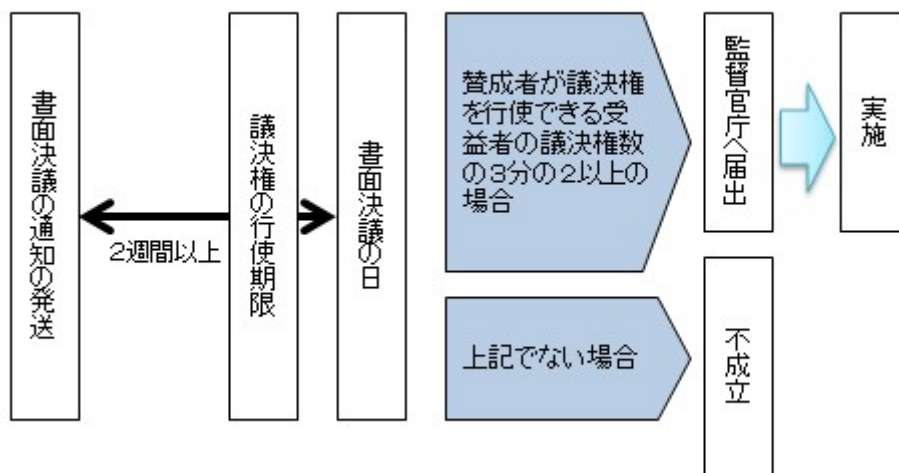 書面決議の通知の発送
2週間以上
議決権の行使期限
書面決議の日
賛成者が議決権
を行使できる受
益者の議決権数
の3分の2以上の
場合
監督官庁へ届出
実施
上記でない場合
不成立